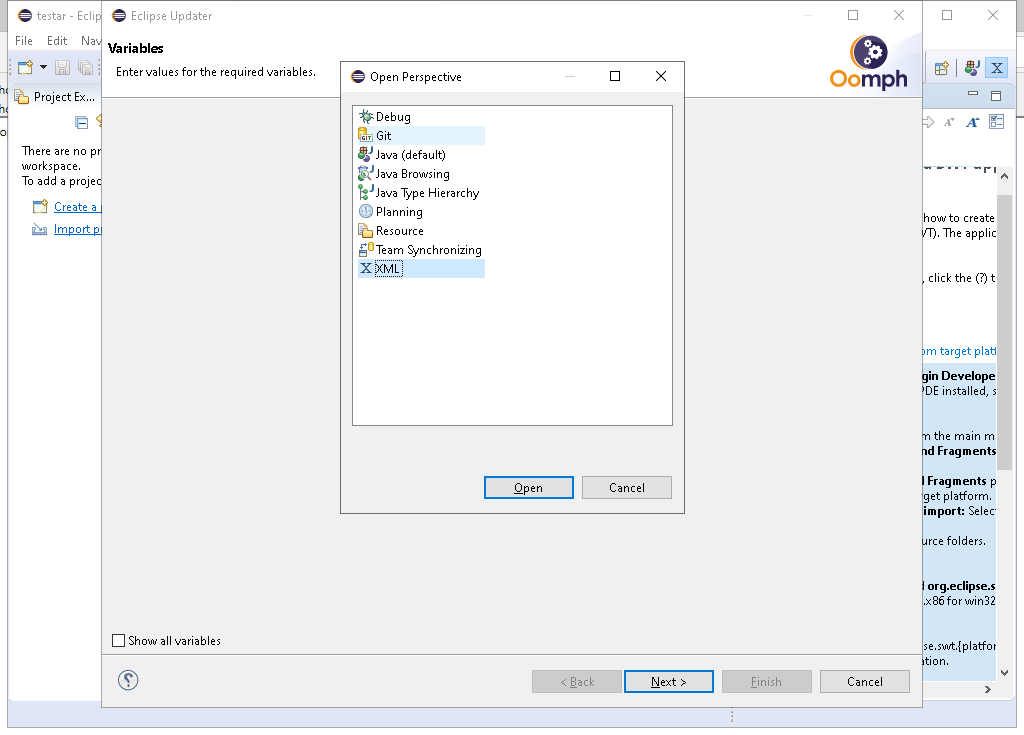 testar - Eclip
Eclipse Updater
File Edit Nav
Variables
Enter values for the required variables.
Oomph
Open Perspective
Project Ex...
There are no pr
workspace.
To add a projec
Create a
Import pr
Debug
Git
Java (default)
Java Browsing
Java Type Hierarchy
Planning
Resource
Team Synchronizing
XML
Open Cancel
how to create
VT). The applic
, click the (?) t
om target platf
gin Develope
PDE installed, s
m the main m
nd Fragments
d Fragments p
rget platform.
import: Selec
urce folders.
d org.eclipse.s
.x86 for win32
se.swt.{platfor
ation.
Show all variables
< Back Next > Finish Cancel